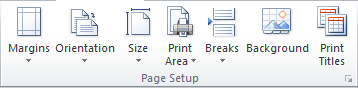 Margins Orientation Size Print Area Breaks Background Print Titles
Page Setup